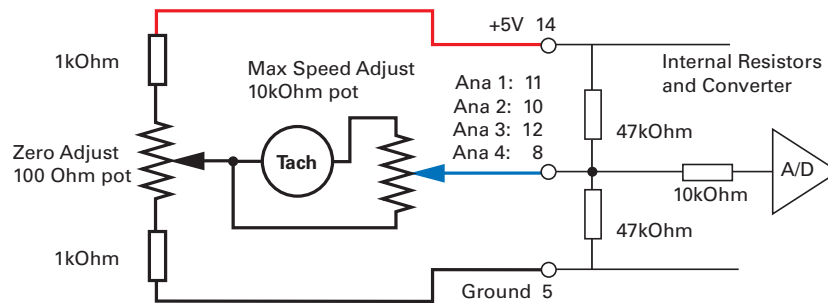 +5V 14
1kOhm
Max Speed Adjust
10kOhm pot
Internal Resistors
and Converter
Ana 1: 11
Ana 2: 10
Ana 3: 12
Ana 4: 8
47kOhm
Zero Adjust
100 Ohm pot
Tach
A/D
10kOhm
47kOhm
1kOhm
Ground 5